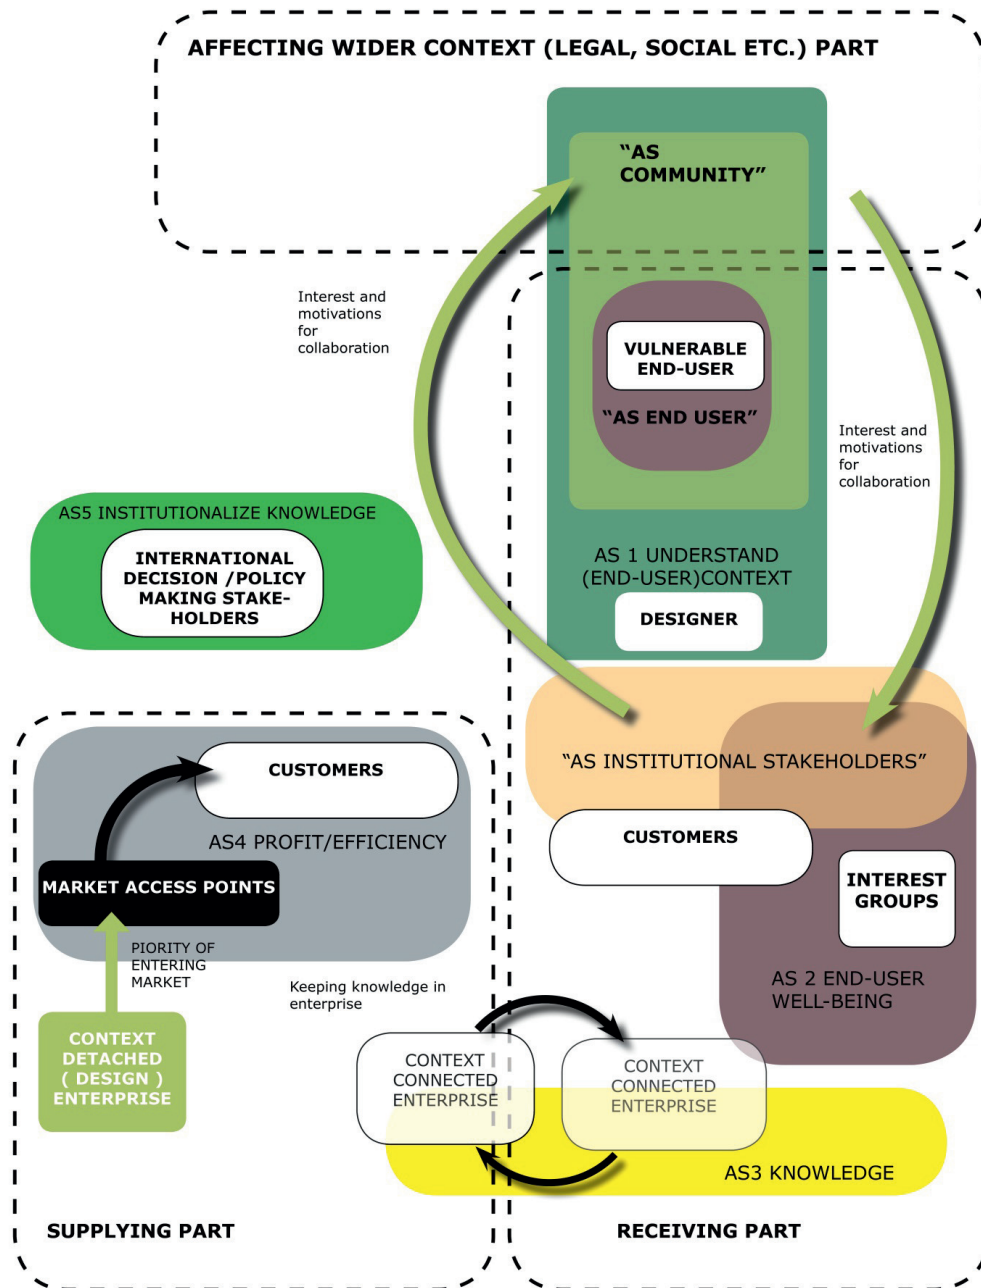 AFFECTING WIDER CONTEXT (LEGAL, SOCIAL ETC.) PART
“AS
COMMUNITY”
Interest and
motivations
for
collaboration
VULNERABLE
END-USER
“AS END USER”
Interest and
motivations
for
collaboration
AS5 INSTITUTIONALIZE KNOWLEDGE
INTERNATIONAL
DECISION /POLICY
MAKING STAKE-
HOLDERS
AS 1 UNDERSTAND
(END-USER)CONTEXT
DESIGNER
“AS INSTITUTIONAL STAKEHOLDERS”
CUSTOMERS
AS4 PROFIT/EFFICIENCY
MARKET ACCESS POINTS
CUSTOMERS
INTEREST
GROUPS
PIORITY OF
ENTERING
MARKET
AS 2 END-USER
WELL-BEING
Keeping knowledge in
enterprise
CONTEXT
DETACHED
( DESIGN )
ENTERPRISE
CONTEXT
CONNECTED
ENTERPRISE
CONTEXT
CONNECTED
ENTERPRISE
AS3 KNOWLEDGE
SUPPLYING PART
RECEIVING PART